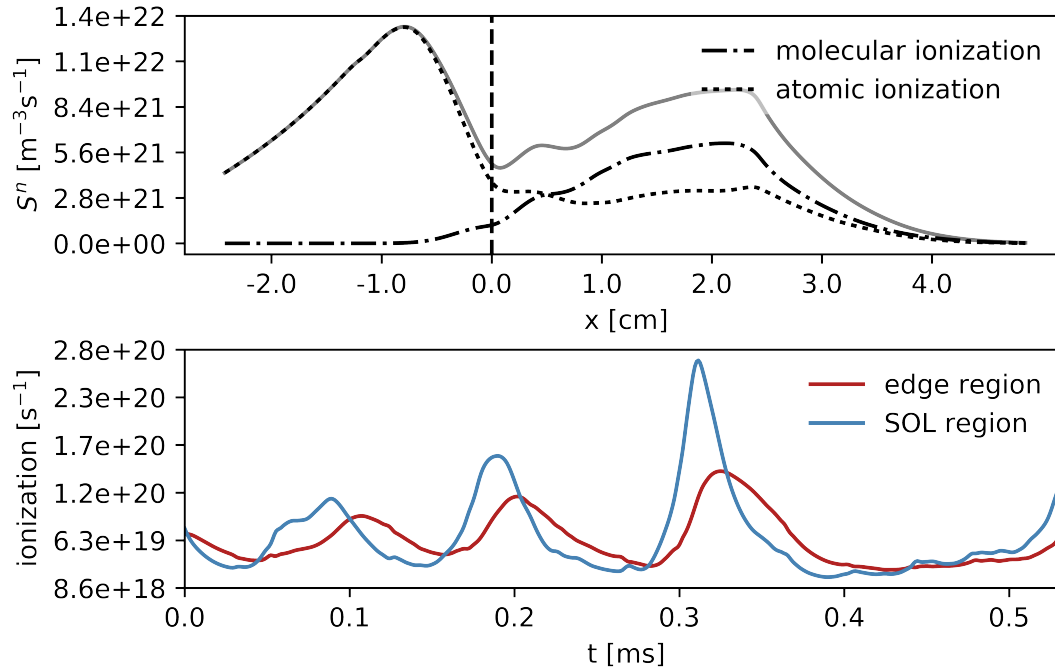 1.4e+22
1.1e+22
8.4e+21
5.6e+21
2.8e+21
0.0e+00
Sⁿ [m⁻³s⁻¹]
molecular ionization
atomic ionization
-2.0 -1.0 0.0 1.0 2.0 3.0 4.0
x [cm]
2.8e+20
2.3e+20
1.7e+20
1.2e+20
6.3e+19
8.6e+18
ionization [s⁻¹]
edge region
SOL region
0.0 0.1 0.2 0.3 0.4 0.5
t [ms]